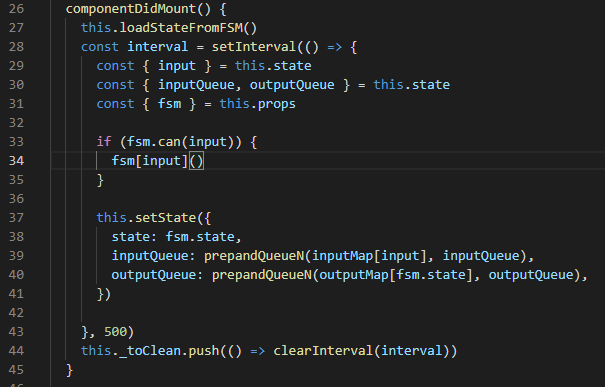 26 componentDidMount() {
27 this.loadStateFromFSM()
28 const interval = setInterval(() => {
29 const { input } = this.state
30 const { inputQueue, outputQueue } = this.state
31 const { fsm } = this.props
32
33 if (fsm.can(input)) {
34 fsm[input]()
35 }
36
37 this.setState({
38 state: fsm.state,
39 inputQueue: prepandQueueN(inputMap[input], inputQueue),
40 outputQueue: prepandQueueN(outputMap[fsm.state], outputQueue),
41 })
42
43 }, 500)
44 this._toClean.push(() => clearInterval(interval))
45 }